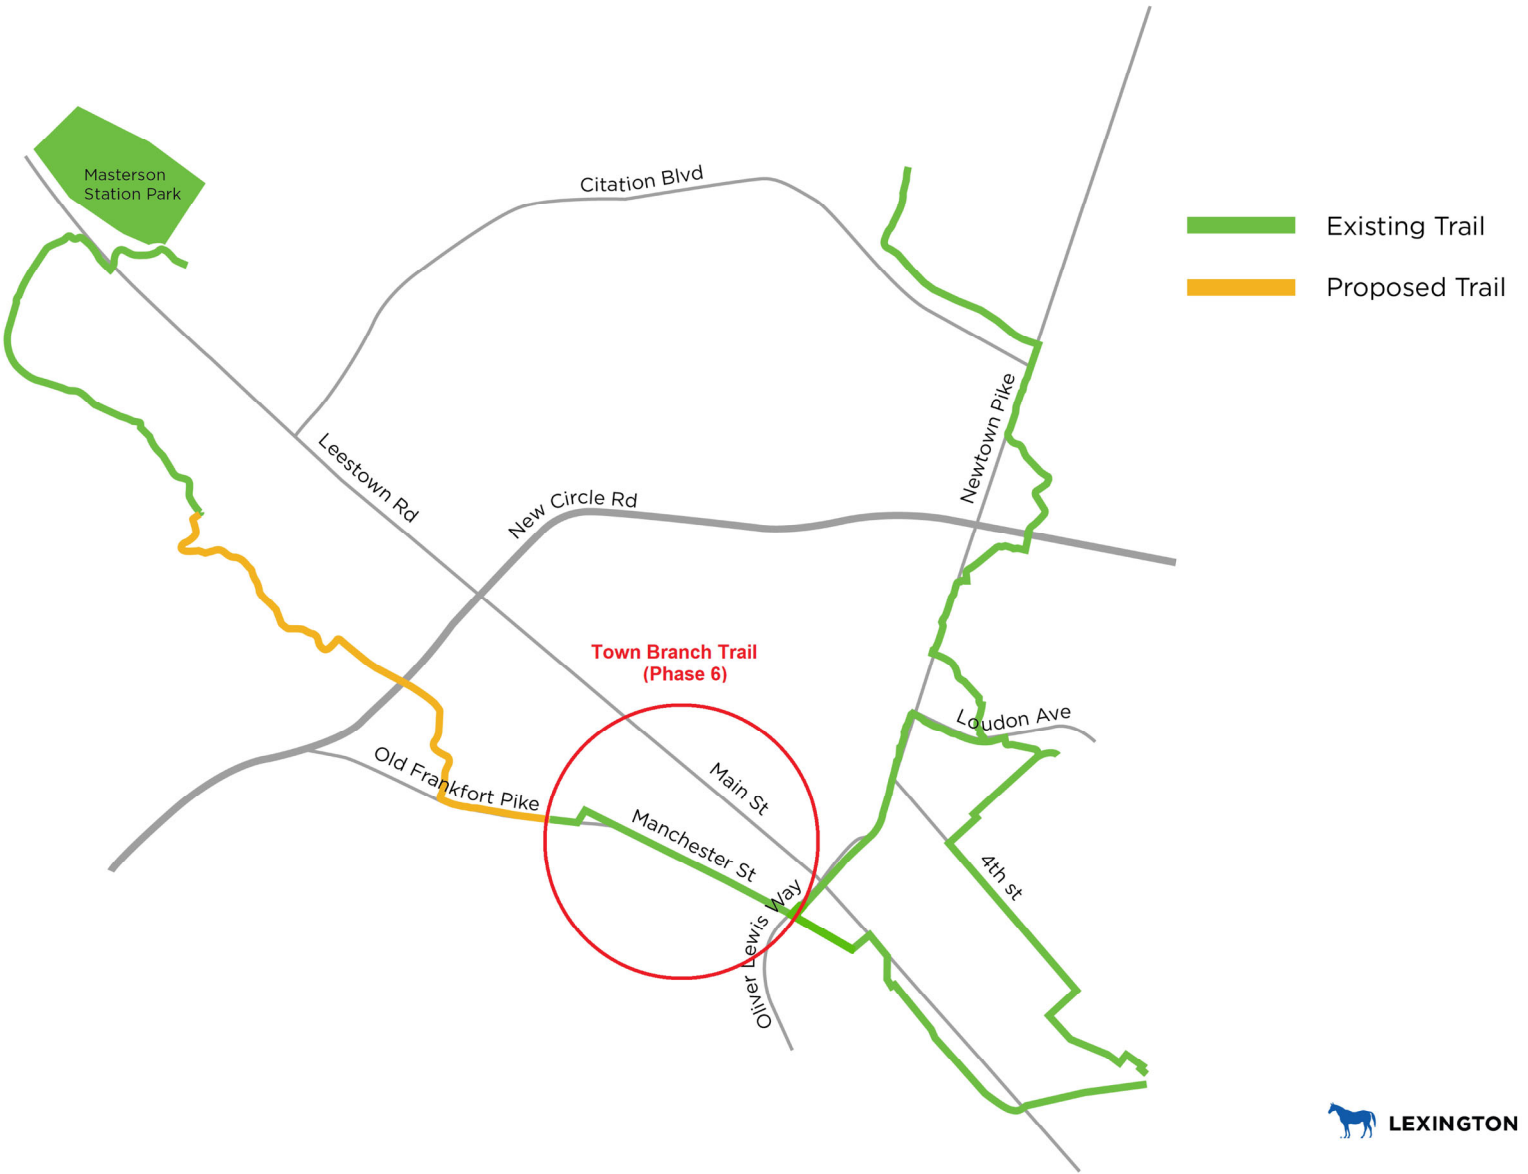 Masterson
Station Park
Citation Blvd
Existing Trail
Proposed Trail
Newtown Pike
Leestown Rd
New Circle Rd
Town Branch Trail
(Phase 6)
Loudon Ave
Old Frankfort Pike
Main St
Manchester St
4th st
Oliver Lewis Way
LEXINGTON